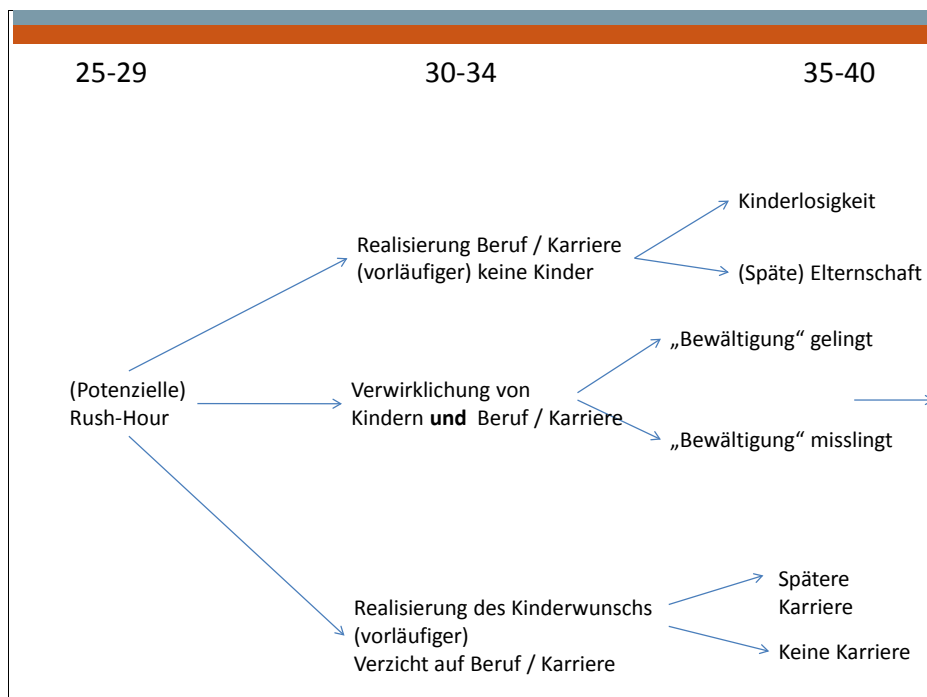 25-29
30-34
35-40
Kinderlosigkeit
Realisierung Beruf / Karriere
(vorläufiger) keine Kinder
(Späte) Elternschaft
„Bewältigung“ gelingt
(Potenzielle)
Rush-Hour
Verwirklichung von
Kindern und Beruf / Karriere
„Bewältigung“ misslingt
Spätere
Karriere
Realisierung des Kinderwunschs
(vorläufiger)
Verzicht auf Beruf / Karriere
Keine Karriere